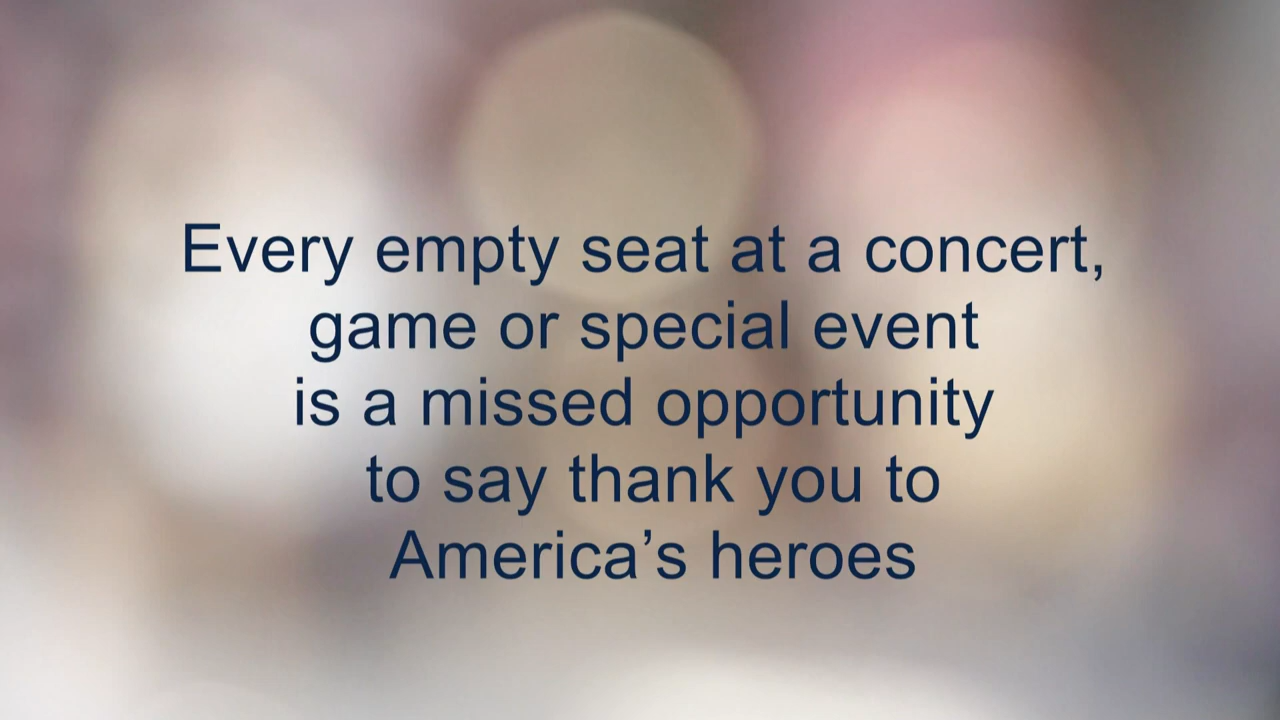 Every empty seat at a concert,
game or special event
is a missed opportunity
to say thank you to
America’s heroes